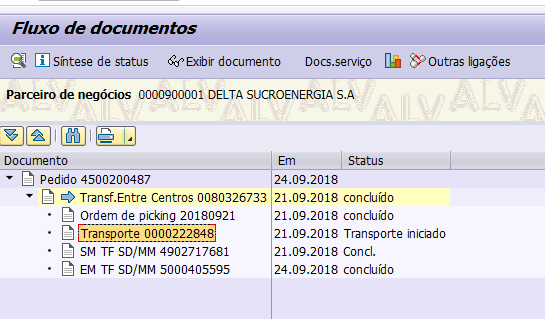 Fluxo de documentos
Síntese de status Exibir documento Docs.serviço Outras ligações
Parceiro de negócios 0000900001 DELTA SUCROENERGIA S.A
Documento Em Status
Pedido 4500200487 24.09.2018
Transf.Entre Centros 0080326733 21.09.2018 concluído
Ordem de picking 20180921 21.09.2018 concluído
Transporte 0000222848 21.09.2018 Transporte iniciado
SM TF SD/MM 4902717681 21.09.2018 Concl.
EM TF SD/MM 5000405595 24.09.2018 concluído